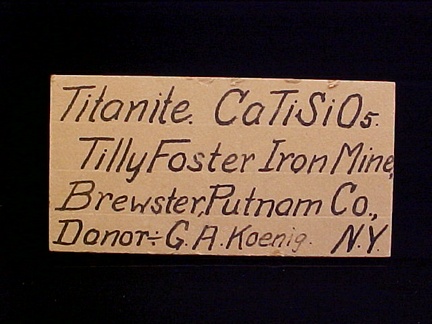 Titanite. CaTiSiO5.
Tilly Foster Iron Mine,
Brewster, Putnam Co.,
Donor:- G. A. Koenig. N.Y.